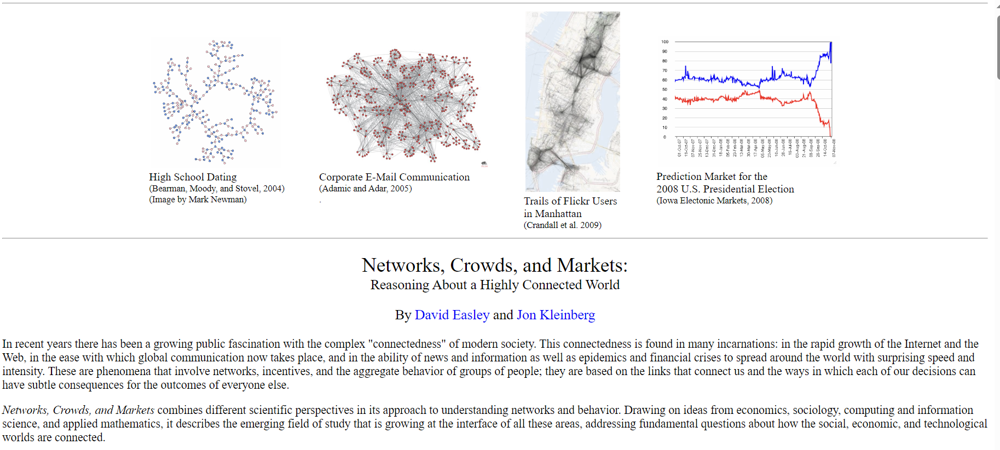 High School Dating
(Bearman, Moody, and Stovel, 2004)
(Image by Mark Newman)
Corporate E-Mail Communication
(Adamic and Adar, 2005)
.
Trails of Flickr Users
in Manhattan
(Crandall et al. 2009)
100
90
80
70
60
50
40
30
20
10
0
01-Oct-07
19-Oct-07
07-Nov-07
25-Nov-07
13-Dec-07
31-Dec-07
18-Jan-08
05-Feb-08
23-Feb-08
12-Mar-08
30-Mar-08
17-Apr-08
05-May-08
23-May-08
10-Jun-08
28-Jun-08
16-Jul-08
03-Aug-08
21-Aug-08
08-Sep-08
26-Sep-08
14-Oct-08
07-Nov-08
Prediction Market for the
2008 U.S. Presidential Election
(Iowa Electonic Markets, 2008)
Networks, Crowds, and Markets:
Reasoning About a Highly Connected World
By David Easley and Jon Kleinberg
In recent years there has been a growing public fascination with the complex "connectedness" of modern society. This connectedness is found in many incarnations: in the rapid growth of the Internet and the
Web, in the ease with which global communication now takes place, and in the ability of news and information as well as epidemics and financial crises to spread around the world with surprising speed and
intensity. These are phenomena that involve networks, incentives, and the aggregate behavior of groups of people; they are based on the links that connect us and the ways in which each of our decisions can
have subtle consequences for the outcomes of everyone else.
Networks, Crowds, and Markets combines different scientific perspectives in its approach to understanding networks and behavior. Drawing on ideas from economics, sociology, computing and information
science, and applied mathematics, it describes the emerging field of study that is growing at the interface of all these areas, addressing fundamental questions about how the social, economic, and technological
worlds are connected.